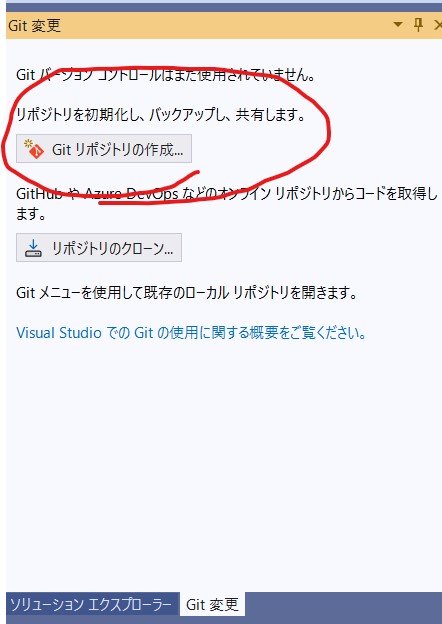 Git 変更
Git バージョン コントロールはまだ使用されていません。
リポジトリを初期化し、バックアップし、共有します。
Git リポジトリの作成...
GitHub や Azure DevOps などのオンライン リポジトリからコードを取得し
ます。
リポジトリのクローン...
Git メニューを使用して既存のローカル リポジトリを開きます。
Visual Studio での Git の使用に関する概要をご覧ください。
ソリューション エクスプローラー
Git 変更